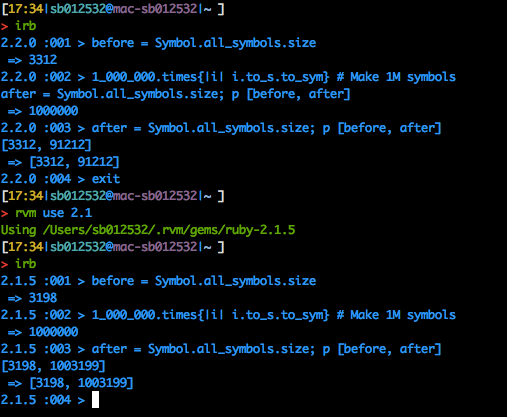 [17:34|sb012532@mac-sb012532|~ ]
> irb
2.2.0 :001 > before = Symbol.all_symbols.size
 => 3312
2.2.0 :002 > 1_000_000.times{|i| i.to_s.to_sym} # Make 1M symbols
after = Symbol.all_symbols.size; p [before, after]
 => 1000000
2.2.0 :003 > after = Symbol.all_symbols.size; p [before, after]
[3312, 91212]
 => [3312, 91212]
2.2.0 :004 > exit
[17:34|sb012532@mac-sb012532|~ ]
> rvm use 2.1
Using /Users/sb012532/.rvm/gems/ruby-2.1.5
[17:34|sb012532@mac-sb012532|~ ]
> irb
2.1.5 :001 > before = Symbol.all_symbols.size
 => 3198
2.1.5 :002 > 1_000_000.times{|i| i.to_s.to_sym} # Make 1M symbols
 => 1000000
2.1.5 :003 > after = Symbol.all_symbols.size; p [before, after]
[3198, 1003199]
 => [3198, 1003199]
2.1.5 :004 >